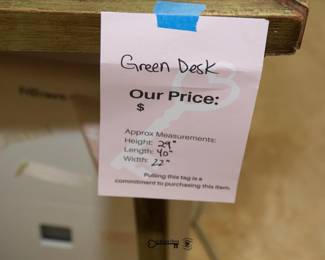 Green Desk
Our Price:
$
Approx Measurements:
Height: 29"
Length: 40"
Width: 22"
Pulling this tag is a
commitment to purchasing this item.